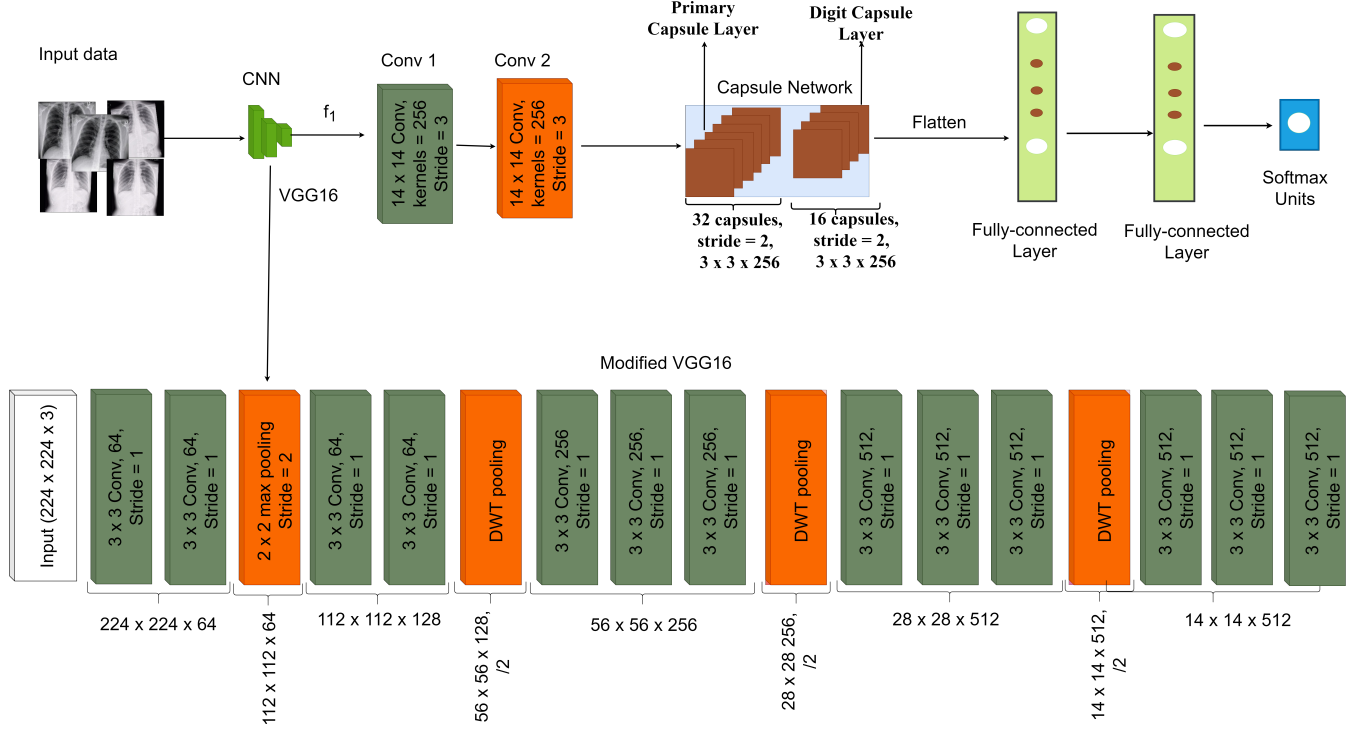 Input data
CNN
f1
VGG16
Conv 1
14 x 14 Conv,
kernels = 256
Stride = 3
Conv 2
14 x 14 Conv,
kernels = 256
Stride = 3
Primary
Capsule Layer
Digit Capsule
Layer
Capsule Network
32 capsules,
stride = 2,
3 x 3 x 256
16 capsules,
stride = 2,
3 x 3 x 256
Flatten
Fully-connected
Layer
Fully-connected
Layer
Softmax
Units
Modified VGG16
Input (224 x 224 x 3)
3 x 3 Conv, 64,
Stride = 1
3 x 3 Conv, 64,
Stride = 1
2 x 2 max pooling
Stride = 2
3 x 3 Conv, 64,
Stride = 1
3 x 3 Conv, 64,
Stride = 1
DWT pooling
3 x 3 Conv, 256
Stride = 1
3 x 3 Conv, 256,
Stride = 1
3 x 3 Conv, 256,
Stride = 1
DWT pooling
3 x 3 Conv, 512,
Stride = 1
3 x 3 Conv, 512,
Stride = 1
3 x 3 Conv, 512,
Stride = 1
DWT pooling
3 x 3 Conv, 512,
Stride = 1
3 x 3 Conv, 512,
Stride = 1
3 x 3 Conv, 512,
Stride = 1
224 x 224 x 64
112 x 112 x 64
112 x 112 x 128
56 x 56 x 128,
/2
56 x 56 x 256
28 x 28 256,
/2
28 x 28 x 512
14 x 14 x 512,
/2
14 x 14 x 512